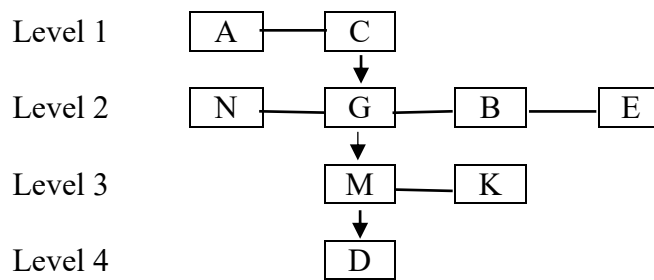 Level 1 A C
Level 2 N G B E
Level 3 M K
Level 4 D